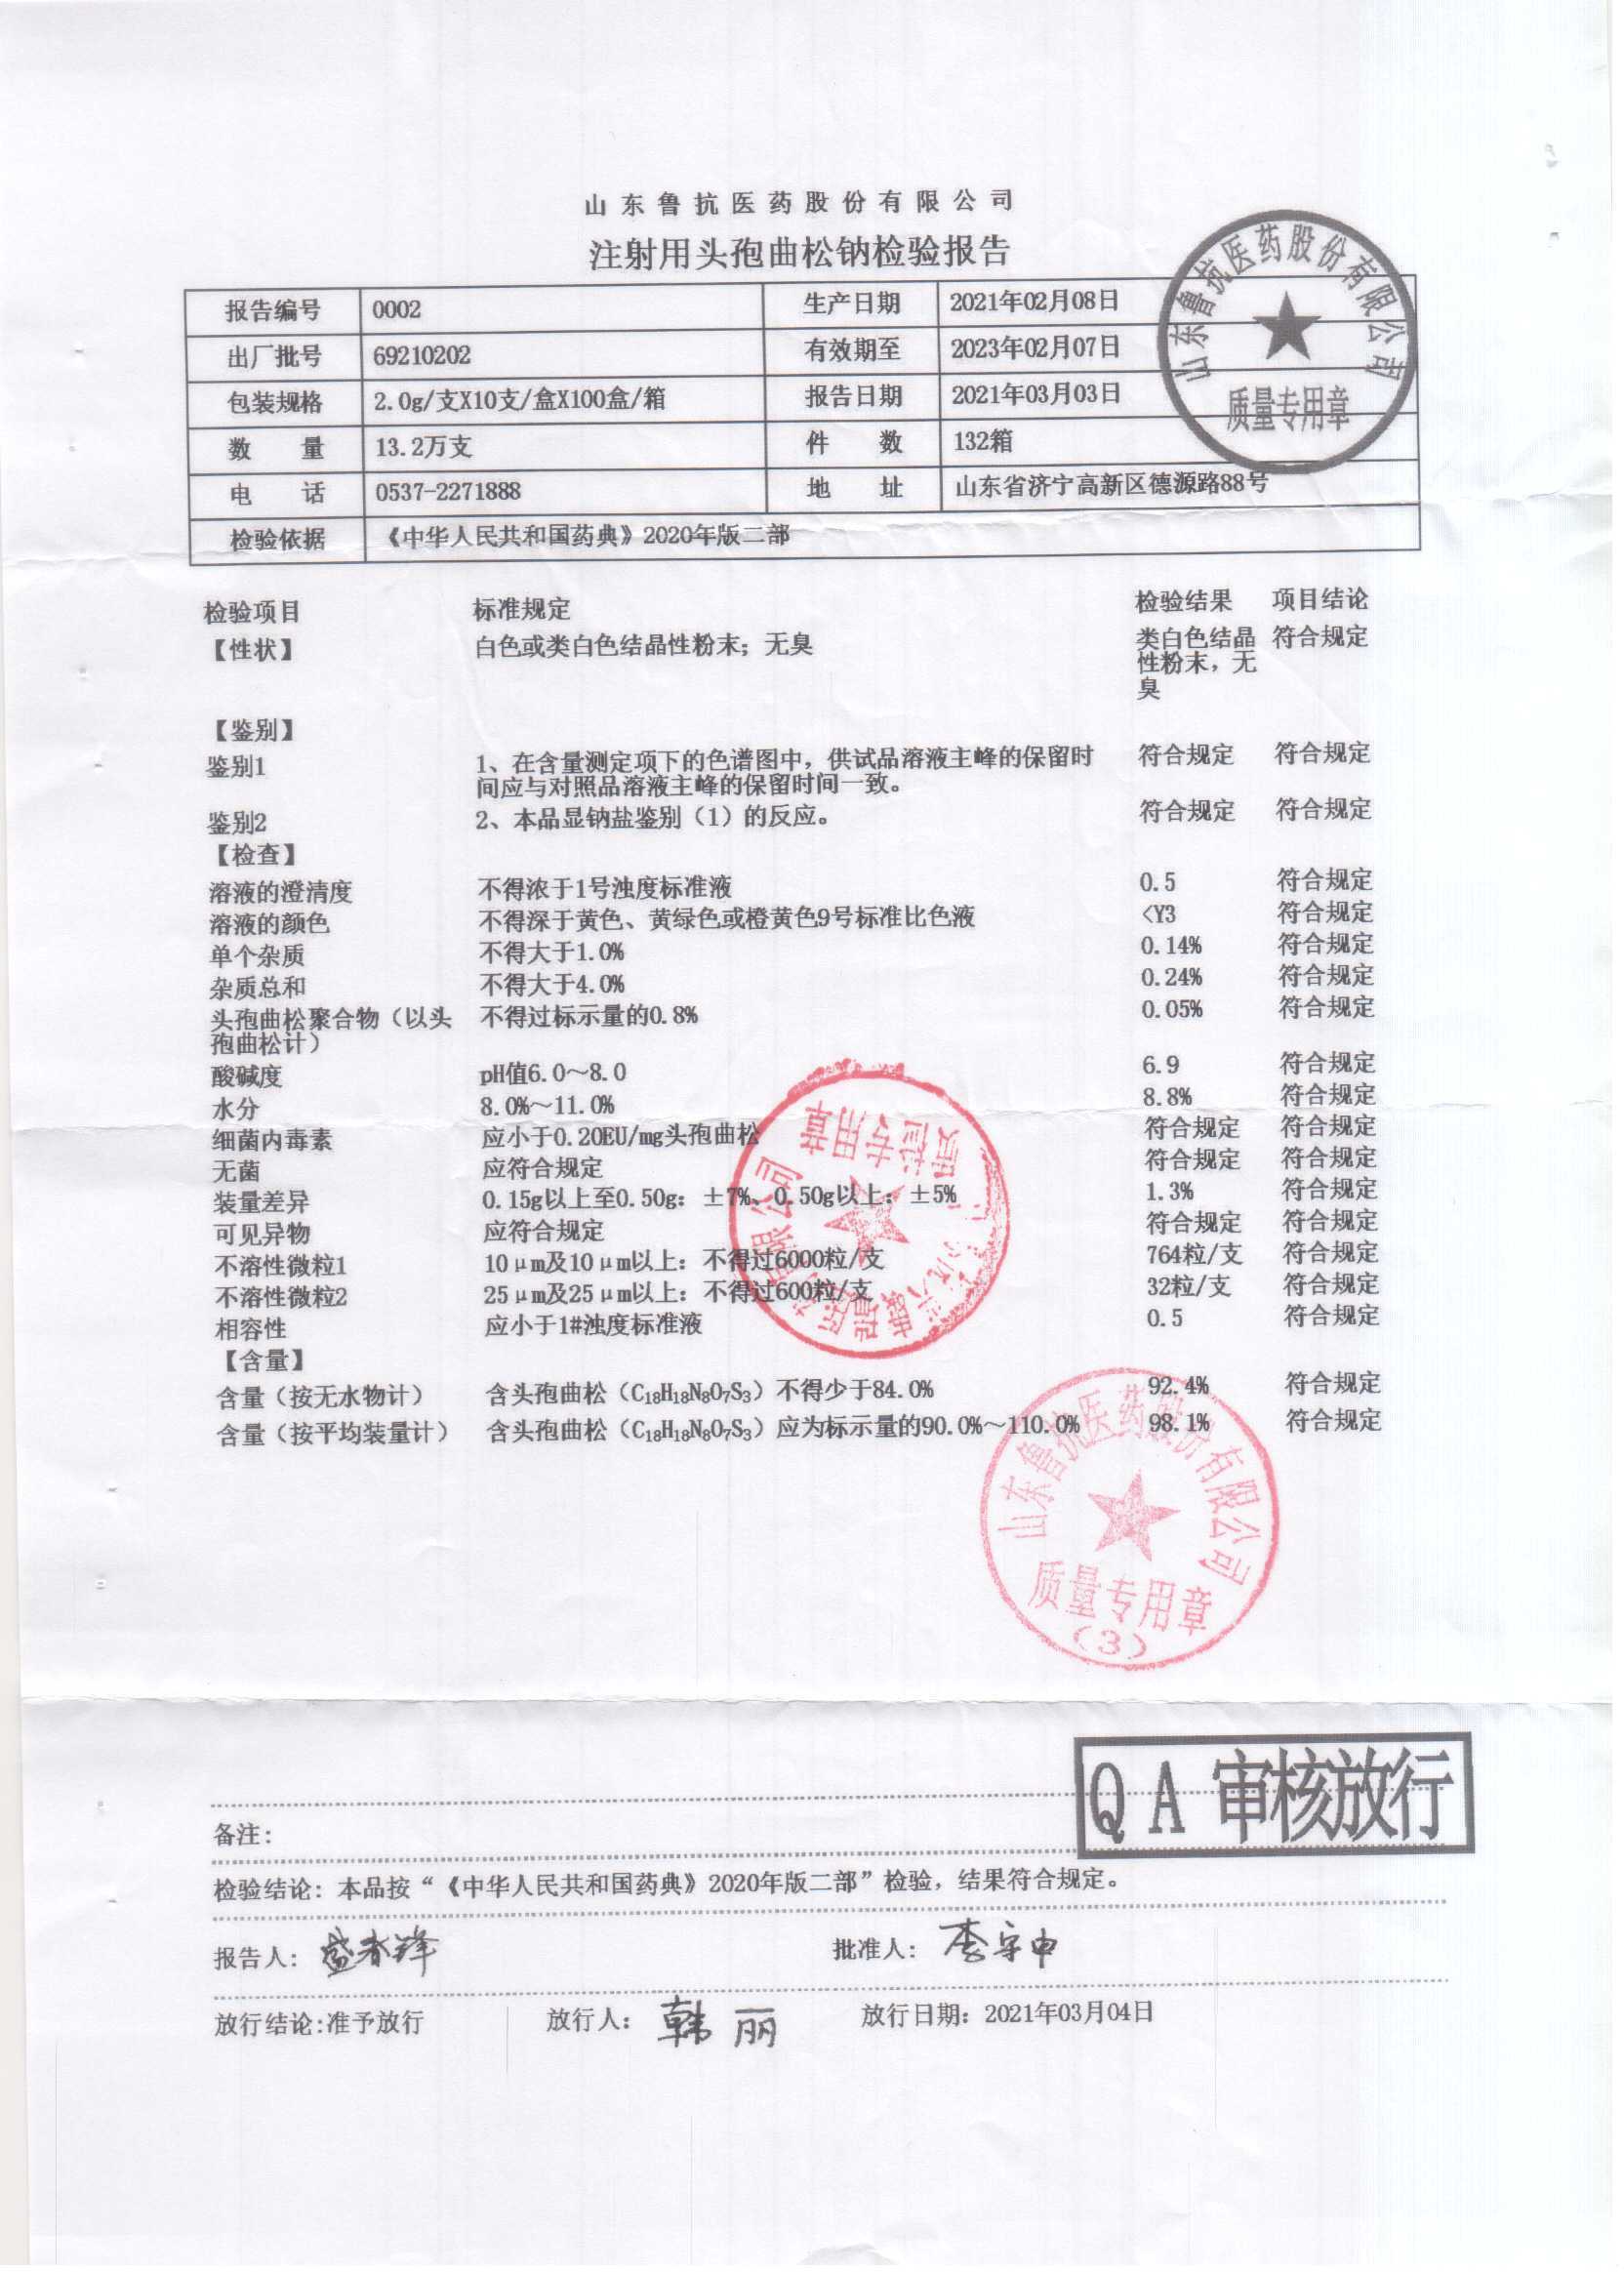 山东鲁抗医药股份有限公司
注射用头孢曲松钠检验报告
报告编号 0002 生产日期 2021年02月08日
出厂批号 69210202 有效期至 2023年02月07日
包装规格 2.0g/支X10支/盒X100盒/箱 报告日期 2021年03月03日
数 量 13.2万支 件 数 132箱
电 话 0537-2271888 地 址 山东省济宁高新区德源路88号
检验依据 《中华人民共和国药典》2020年版二部
山东鲁抗医药股份有限公司
质量专用章
检验项目 标准规定 检验结果 项目结论
【性状】 白色或类白色结晶性粉末；无臭 类白色结晶 符合规定
性粉末，无
臭
【鉴别】
鉴别1 1、在含量测定项下的色谱图中，供试品溶液主峰的保留时 符合规定 符合规定
间应与对照品溶液主峰的保留时间一致。
鉴别2 2、本品显钠盐鉴别（1）的反应。 符合规定 符合规定
【检查】
溶液的澄清度 不得浓于1号浊度标准液 0.5 符合规定
溶液的颜色 不得深于黄色、黄绿色或橙黄色9号标准比色液 <Y3 符合规定
单个杂质 不得大于1.0% 0.14% 符合规定
杂质总和 不得大于4.0% 0.24% 符合规定
头孢曲松聚合物（以头 不得过标示量的0.8% 0.05% 符合规定
孢曲松计）
酸碱度 pH值6.0～8.0 6.9 符合规定
水分 8.0%～11.0% 8.8% 符合规定
细菌内毒素 应小于0.20EU/mg头孢曲松 符合规定 符合规定
无菌 应符合规定 符合规定 符合规定
装量差异 0.15g以上至0.50g：±7%、0.50g以上：±5% 1.3% 符合规定
可见异物 应符合规定 符合规定 符合规定
不溶性微粒1 10μm及10μm以上：不得过6000粒/支 764粒/支 符合规定
不溶性微粒2 25μm及25μm以上：不得过600粒/支 32粒/支 符合规定
相容性 应小于1#浊度标准液 0.5 符合规定
【含量】
含量（按无水物计） 含头孢曲松（C₁₈H₁₈N₈O₇S₃）不得少于84.0% 92.4% 符合规定
含量（按平均装量计） 含头孢曲松（C₁₈H₁₈N₈O₇S₃）应为标示量的90.0%～110.0% 98.1% 符合规定
山东鲁抗医药股份有限公司
质量专用章
（3）
QA 审核放行
备注：
检验结论：本品按“《中华人民共和国药典》2020年版二部”检验，结果符合规定。
报告人： 盛春锋 批准人： 李宇申
放行结论:准予放行 放行人： 韩丽 放行日期：2021年03月04日